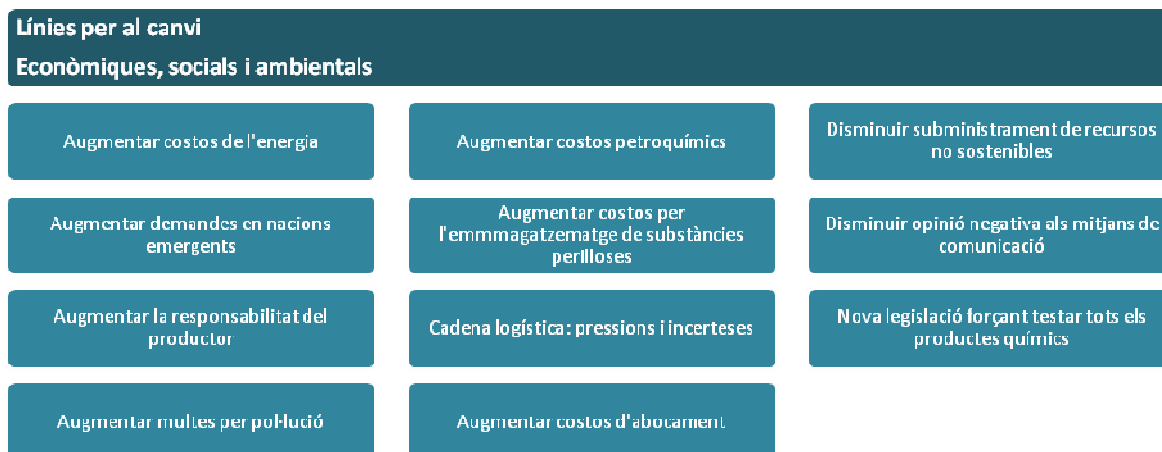 Línies per al canvi
Econòmiques, socials i ambientals
Augmentar costos de l'energia
Augmentar costos petroquímics
Disminuir subministrament de recursos
no sostenibles
Augmentar demandes en nacions
emergents
Augmentar costos per
l'emmmagatzematge de substàncies
perilloses
Disminuir opinió negativa als mitjans de
comunicació
Augmentar la responsabilitat del
productor
Cadena logística: pressions i incerteses
Nova legislació forçant testar tots els
productes químics
Augmentar multes per pol·lució
Augmentar costos d'abocament